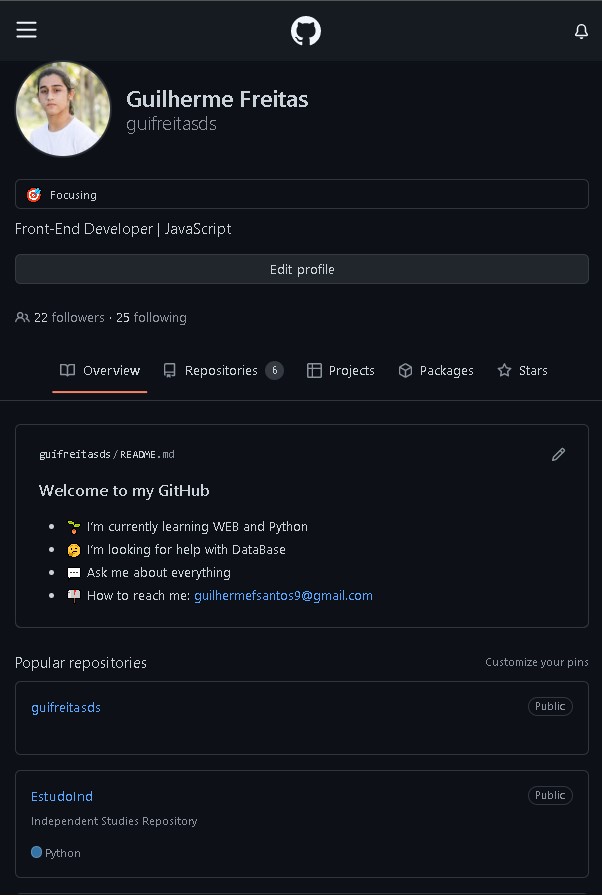 Guilherme Freitas
guifreitasds
Focusing
Front-End Developer | JavaScript
Edit profile
22 followers · 25 following
Overview Repositories 6 Projects Packages Stars
guifreitasds/README.md
Welcome to my GitHub
I’m currently learning WEB and Python
I’m looking for help with DataBase
Ask me about everything
How to reach me: guilhermefsantos9@gmail.com
Popular repositories Customize your pins
guifreitasds Public
EstudoInd Public
Independent Studies Repository
Python